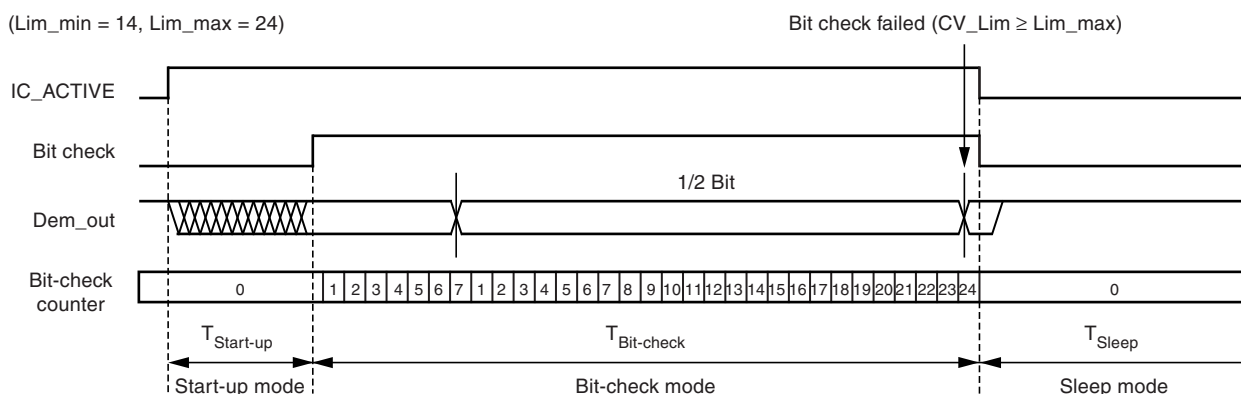 (Lim_min = 14, Lim_max = 24)
Bit check failed (CV_Lim ≥ Lim_max)
IC_ACTIVE
Bit check
1/2 Bit
Dem_out
Bit-check
counter
0 1 2 3 4 5 6 7 1 2 3 4 5 6 7 8 9 10 11 12 13 14 15 16 17 18 19 20 21 22 23 24 0
TStart-up
TBit-check
TSleep
Start-up mode
Bit-check mode
Sleep mode